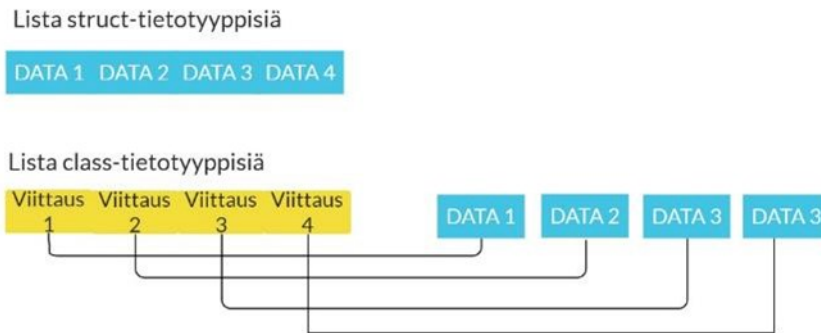 Lista struct-tietotyyppisiä
DATA 1 DATA 2 DATA 3 DATA 4
Lista class-tietotyyppisiä
Viittaus 1 Viittaus 2 Viittaus 3 Viittaus 4
DATA 1 DATA 2 DATA 3 DATA 3